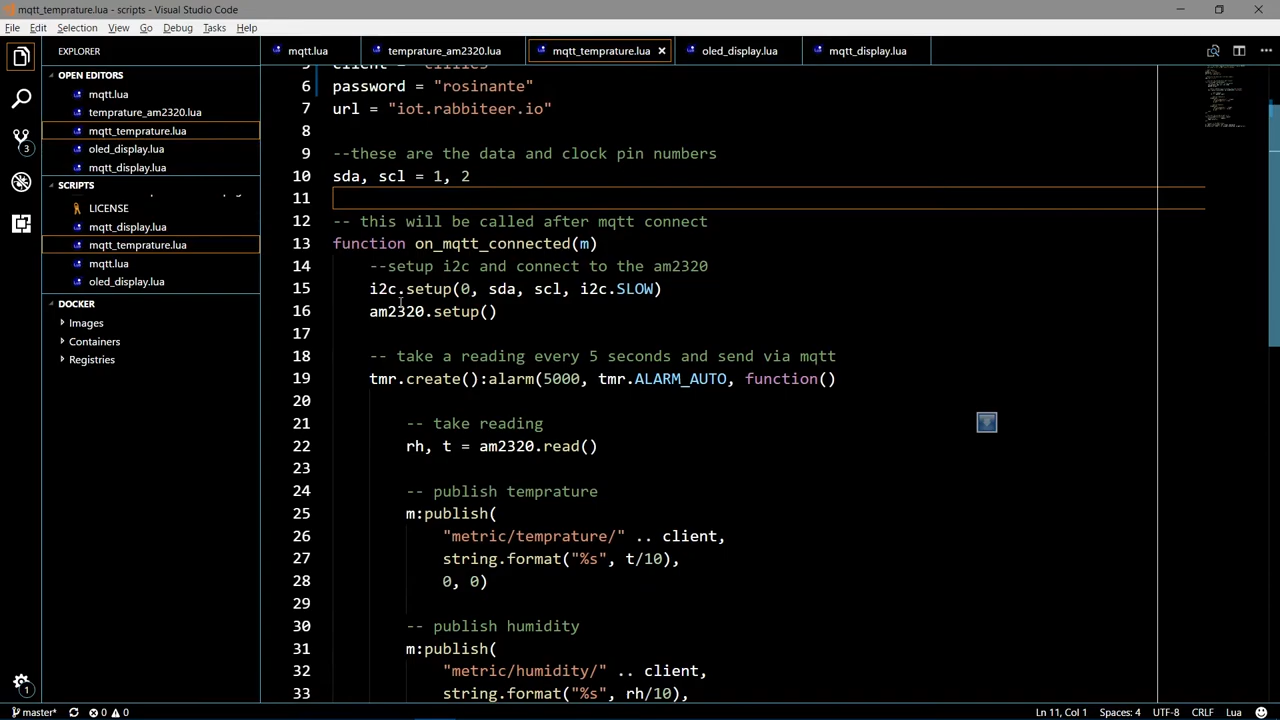 mqtt_temprature.lua - scripts - Visual Studio Code
File Edit Selection View Go Debug Tasks Help
EXPLORER
mqtt.lua
temprature_am2320.lua
mqtt_temprature.lua
oled_display.lua
mqtt_display.lua
OPEN EDITORS
mqtt.lua
temprature_am2320.lua
mqtt_temprature.lua
oled_display.lua
mqtt_display.lua
3
SCRIPTS
LICENSE
mqtt_display.lua
mqtt_temprature.lua
mqtt.lua
oled_display.lua
DOCKER
Images
Containers
Registries
6 password = "rosinante"
7 url = "iot.rabbiteer.io"
8
9 --these are the data and clock pin numbers
10 sda, scl = 1, 2
11
12 -- this will be called after mqtt connect
13 function on_mqtt_connected(m)
14 --setup i2c and connect to the am2320
15 i2c.setup(0, sda, scl, i2c.SLOW)
16 am2320.setup()
17
18 -- take a reading every 5 seconds and send via mqtt
19 tmr.create():alarm(5000, tmr.ALARM_AUTO, function()
20
21 -- take reading
22 rh, t = am2320.read()
23
24 -- publish temprature
25 m:publish(
26 "metric/temprature/" .. client,
27 string.format("%s", t/10),
28 0, 0)
29
30 -- publish humidity
31 m:publish(
32 "metric/humidity/" .. client,
33 string.format("%s", rh/10),
1
master* 0 0
Ln 11, Col 1 Spaces: 4 UTF-8 CRLF Lua